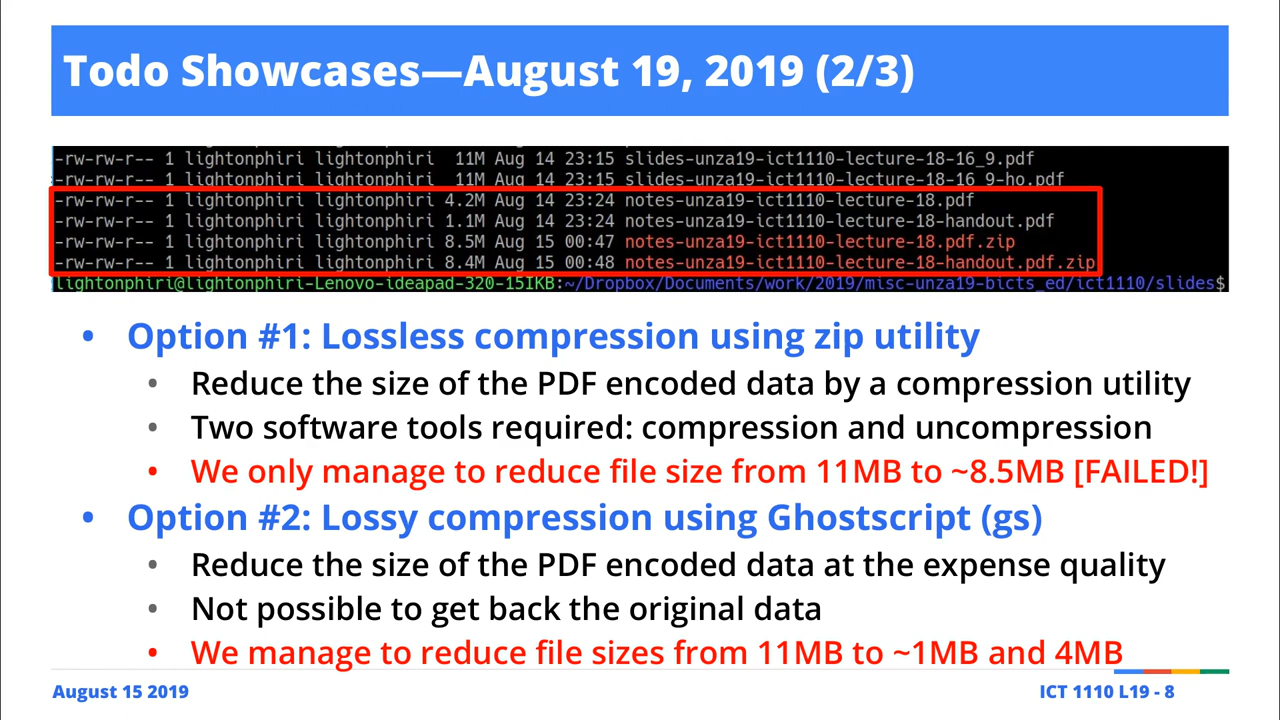 Todo Showcases—August 19, 2019 (2/3)
-rw-rw-r-- 1 lightonphiri lightonphiri  11M Aug 14 23:15 slides-unza19-ict1110-lecture-18-16_9.pdf
-rw-rw-r-- 1 lightonphiri lightonphiri  11M Aug 14 23:15 slides-unza19-ict1110-lecture-18-16_9-ho.pdf
-rw-rw-r-- 1 lightonphiri lightonphiri 4.2M Aug 14 23:24 notes-unza19-ict1110-lecture-18.pdf
-rw-rw-r-- 1 lightonphiri lightonphiri 1.1M Aug 14 23:24 notes-unza19-ict1110-lecture-18-handout.pdf
-rw-rw-r-- 1 lightonphiri lightonphiri 8.5M Aug 15 00:47 notes-unza19-ict1110-lecture-18.pdf.zip
-rw-rw-r-- 1 lightonphiri lightonphiri 8.4M Aug 15 00:48 notes-unza19-ict1110-lecture-18-handout.pdf.zip
lightonphiri@lightonphiri-Lenovo-ideapad-320-15IKB:~/Dropbox/Documents/work/2019/misc-unza19-bicts_ed/ict1110/slides$
• Option #1: Lossless compression using zip utility
• Reduce the size of the PDF encoded data by a compression utility
• Two software tools required: compression and uncompression
• We only manage to reduce file size from 11MB to ~8.5MB [FAILED!]
• Option #2: Lossy compression using Ghostscript (gs)
• Reduce the size of the PDF encoded data at the expense quality
• Not possible to get back the original data
• We manage to reduce file sizes from 11MB to ~1MB and 4MB
August 15 2019
ICT 1110 L19 - 8